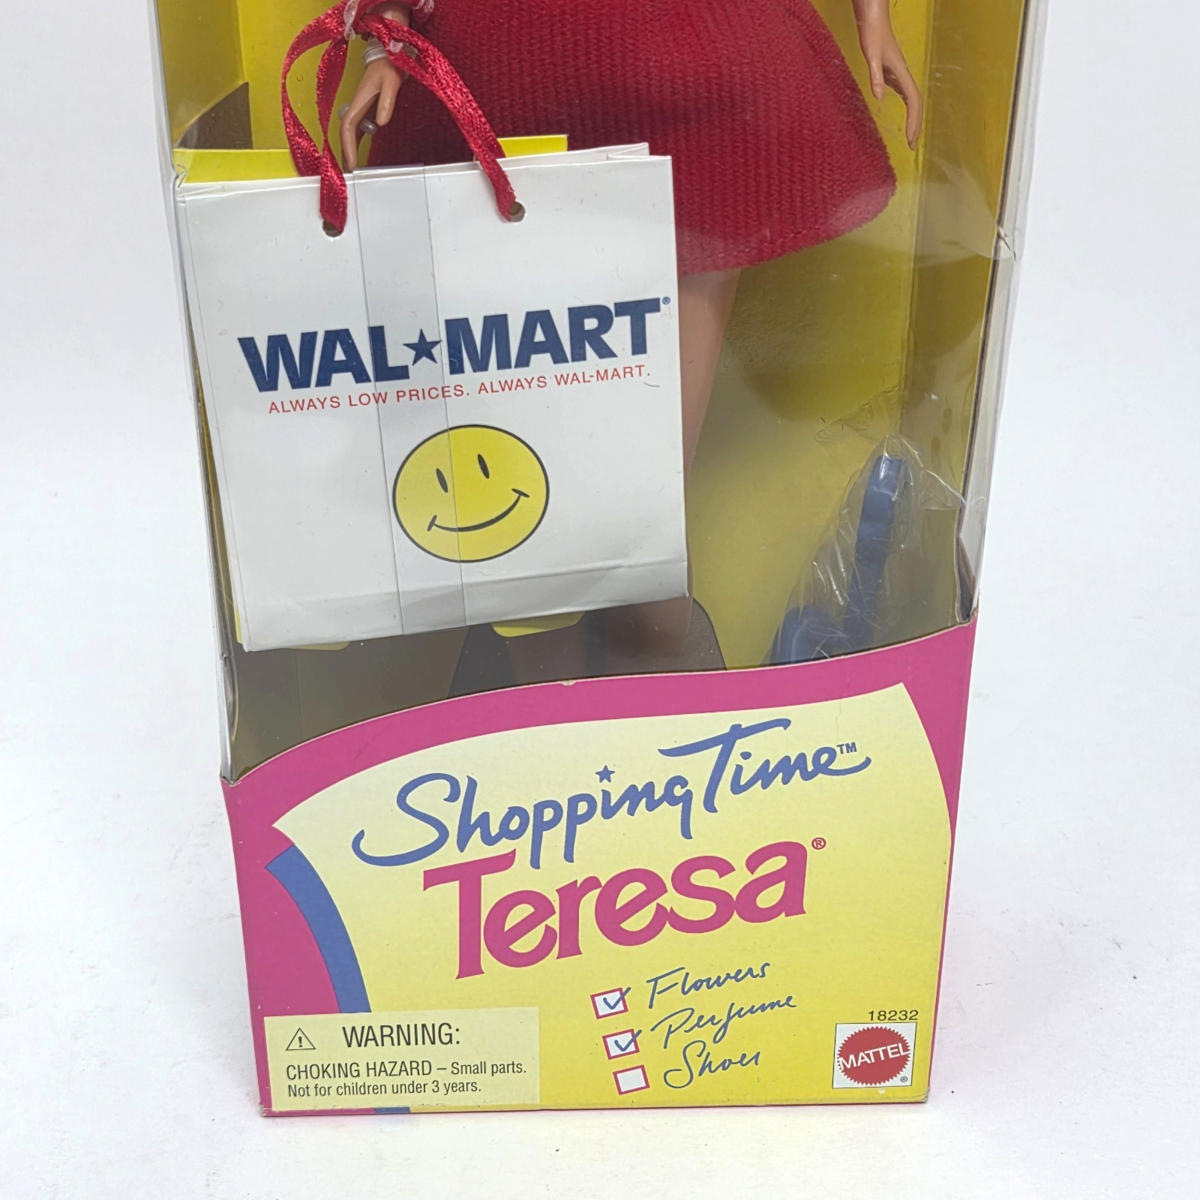 WAL★MART®
ALWAYS LOW PRICES. ALWAYS WAL-MART.
Shopping Time™
Teresa®
Flowers
Perfume
Shoes
⚠ WARNING:
CHOKING HAZARD – Small parts.
Not for children under 3 years.
18232
MATTEL®